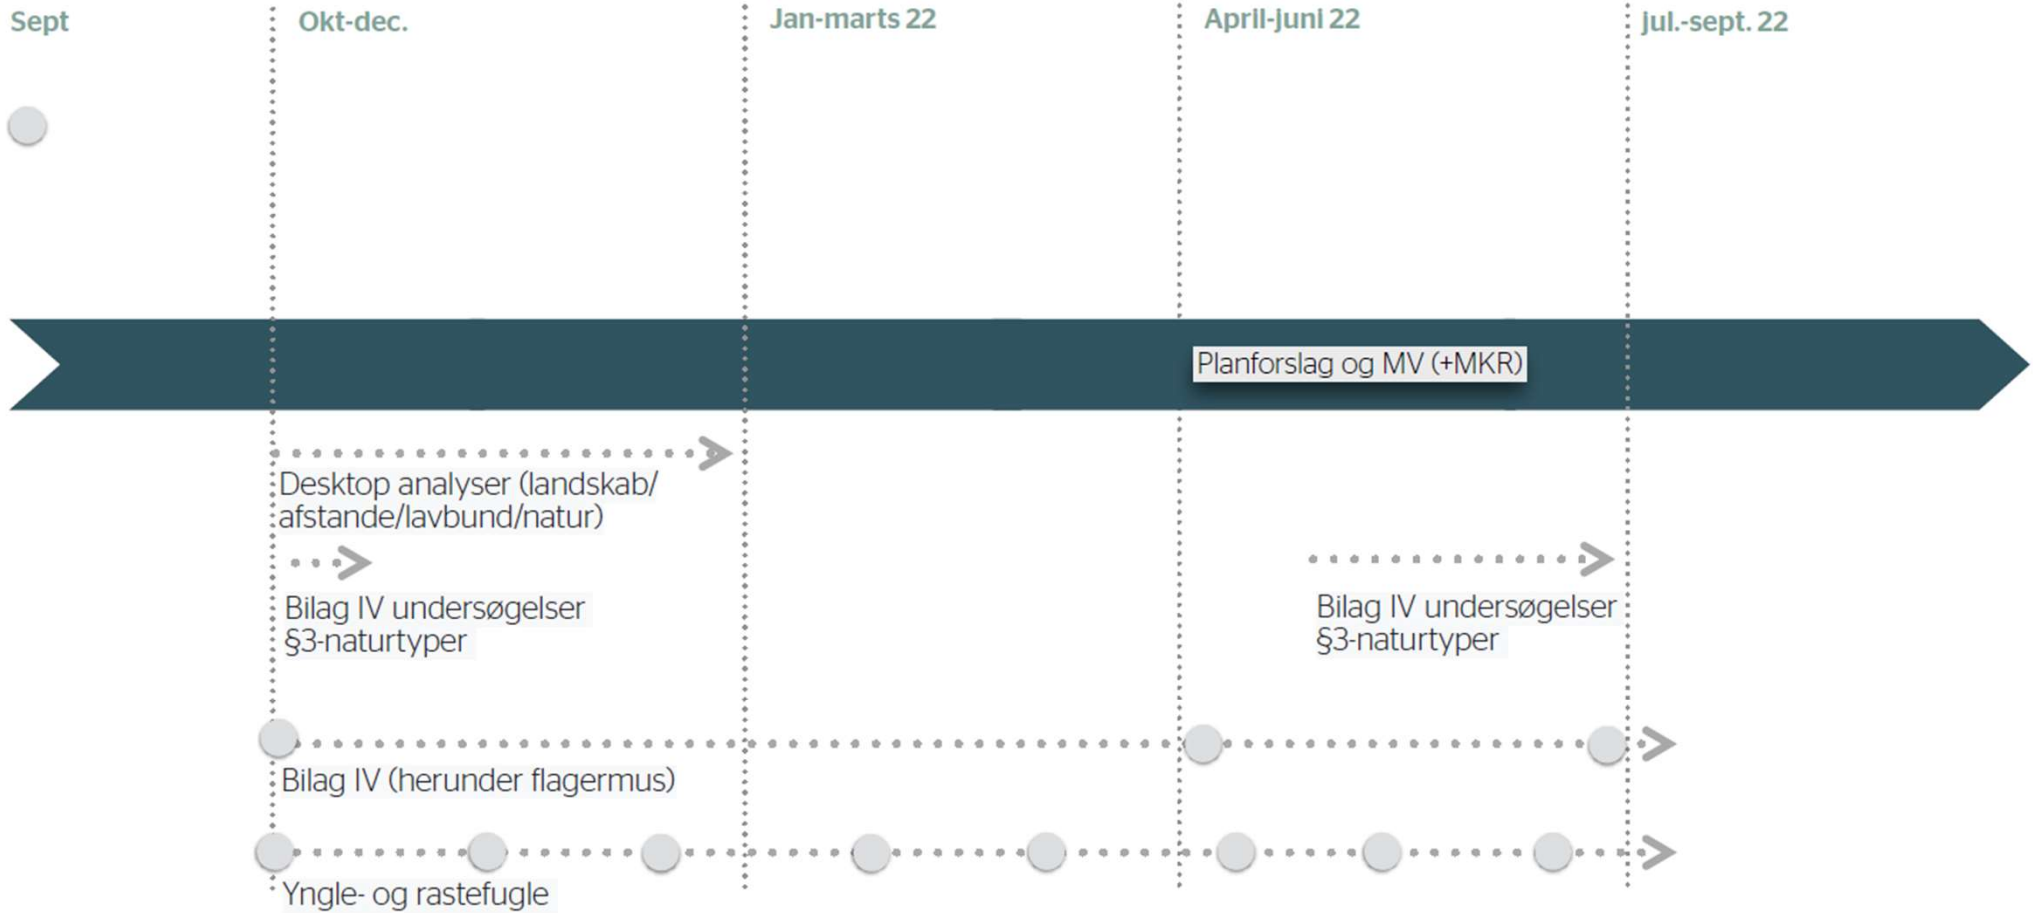 Sept
Okt-dec.
Jan-marts 22
April-juni 22
jul.-sept. 22
Planforslag og MV (+MKR)
Desktop analyser (landskab/
afstande/lavbund/natur)
Bilag IV undersøgelser
§3-naturtyper
Bilag IV undersøgelser
§3-naturtyper
Bilag IV (herunder flagermus)
Yngle- og rastefugle